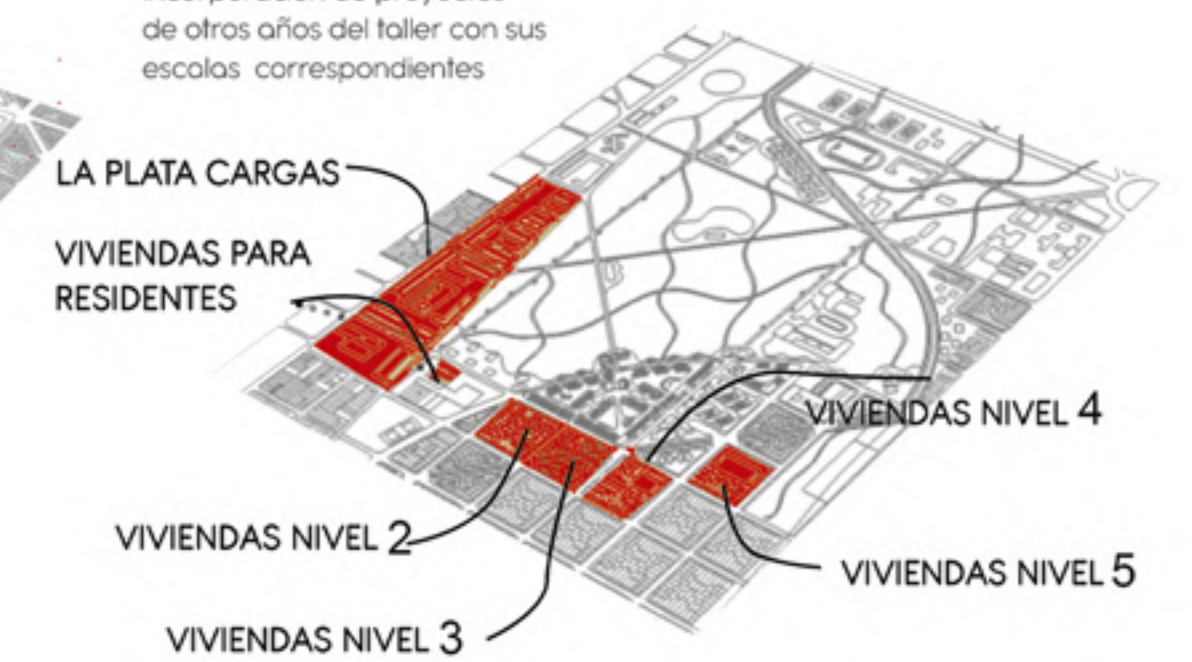 de otros años del taller con sus
escalas correspondientes
LA PLATA CARGAS
VIVIENDAS PARA
RESIDENTES
VIVIENDAS NIVEL 4
VIVIENDAS NIVEL 2
VIVIENDAS NIVEL 5
VIVIENDAS NIVEL 3